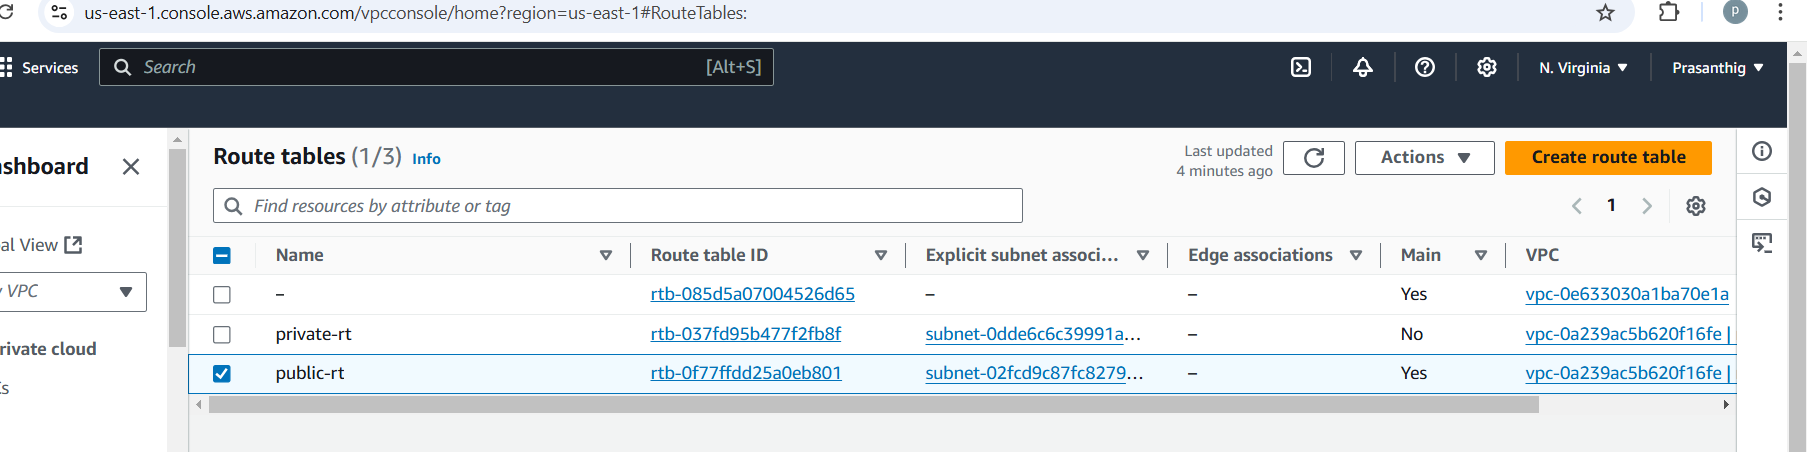 us-east-1.console.aws.amazon.com/vpcconsole/home?region=us-east-1#RouteTables:
p
Services
Search
[Alt+S]
N. Virginia
Prasanthig
ashboard
Route tables (1/3) Info
Last updated
4 minutes ago
Actions
Create route table
Find resources by attribute or tag
1
al View
VPC
rivate cloud
s
Name Route table ID Explicit subnet associ... Edge associations Main VPC
– rtb-085d5a07004526d65 – – Yes vpc-0e633030a1ba70e1a
private-rt rtb-037fd95b477f2fb8f subnet-0dde6c6c39991a... – No vpc-0a239ac5b620f16fe |
public-rt rtb-0f77ffdd25a0eb801 subnet-02fcd9c87fc8279... – Yes vpc-0a239ac5b620f16fe |